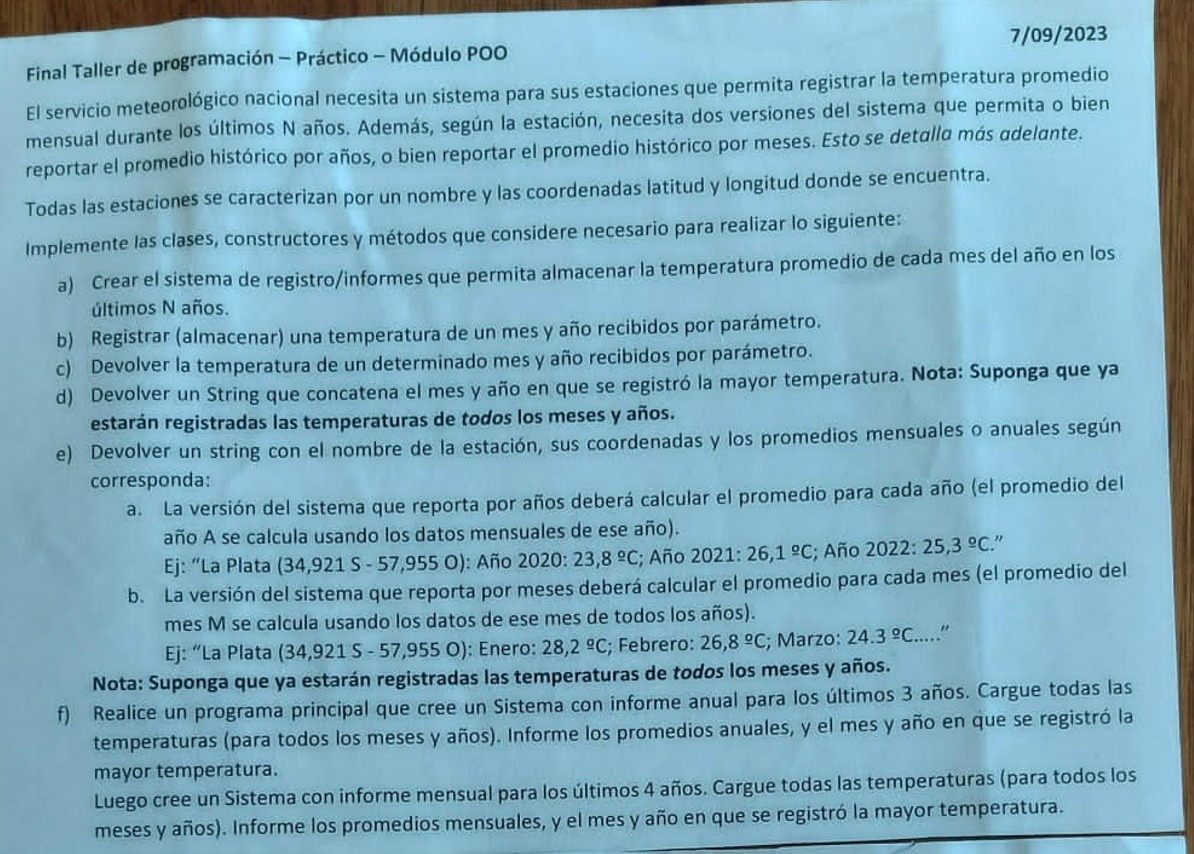 7/09/2023
Final Taller de programación – Práctico – Módulo POO
El servicio meteorológico nacional necesita un sistema para sus estaciones que permita registrar la temperatura promedio
mensual durante los últimos N años. Además, según la estación, necesita dos versiones del sistema que permita o bien
reportar el promedio histórico por años, o bien reportar el promedio histórico por meses. Esto se detalla más adelante.
Todas las estaciones se caracterizan por un nombre y las coordenadas latitud y longitud donde se encuentra.
Implemente las clases, constructores y métodos que considere necesario para realizar lo siguiente:
a) Crear el sistema de registro/informes que permita almacenar la temperatura promedio de cada mes del año en los
últimos N años.
b) Registrar (almacenar) una temperatura de un mes y año recibidos por parámetro.
c) Devolver la temperatura de un determinado mes y año recibidos por parámetro.
d) Devolver un String que concatena el mes y año en que se registró la mayor temperatura. Nota: Suponga que ya
estarán registradas las temperaturas de todos los meses y años.
e) Devolver un string con el nombre de la estación, sus coordenadas y los promedios mensuales o anuales según
corresponda:
a. La versión del sistema que reporta por años deberá calcular el promedio para cada año (el promedio del
año A se calcula usando los datos mensuales de ese año).
Ej: “La Plata (34,921 S - 57,955 O): Año 2020: 23,8 ºC; Año 2021: 26,1 ºC; Año 2022: 25,3 ºC.”
b. La versión del sistema que reporta por meses deberá calcular el promedio para cada mes (el promedio del
mes M se calcula usando los datos de ese mes de todos los años).
Ej: “La Plata (34,921 S - 57,955 O): Enero: 28,2 ºC; Febrero: 26,8 ºC; Marzo: 24.3 ºC.....”
Nota: Suponga que ya estarán registradas las temperaturas de todos los meses y años.
f) Realice un programa principal que cree un Sistema con informe anual para los últimos 3 años. Cargue todas las
temperaturas (para todos los meses y años). Informe los promedios anuales, y el mes y año en que se registró la
mayor temperatura.
Luego cree un Sistema con informe mensual para los últimos 4 años. Cargue todas las temperaturas (para todos los
meses y años). Informe los promedios mensuales, y el mes y año en que se registró la mayor temperatura.